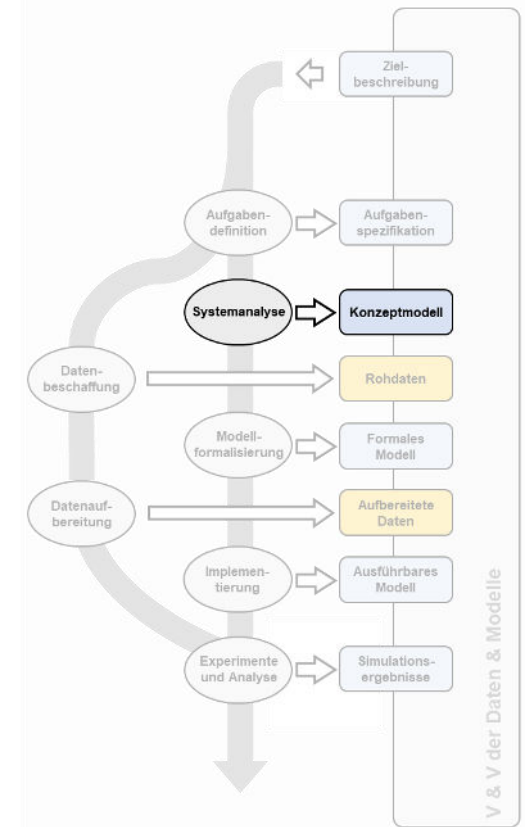 Ziel-
beschreibung
Aufgaben-
definition
Aufgaben-
spezifikation
Systemanalyse
Konzeptmodell
Daten-
beschaffung
Rohdaten
Modell-
formalisierung
Formales
Modell
Datenauf-
bereitung
Aufbereitete
Daten
Implemen-
tierung
Ausführbares
Modell
Experimente
und Analyse
Simulations-
ergebnisse
V & V der Daten & Modelle